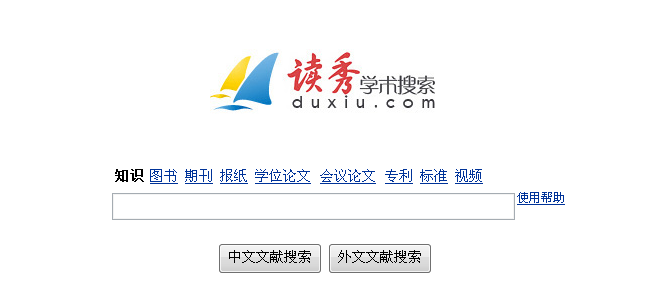 读秀学术搜索
duxiu.com
知识 图书 期刊 报纸 学位论文 会议论文 专利 标准 视频
使用帮助
中文文献搜索 外文文献搜索